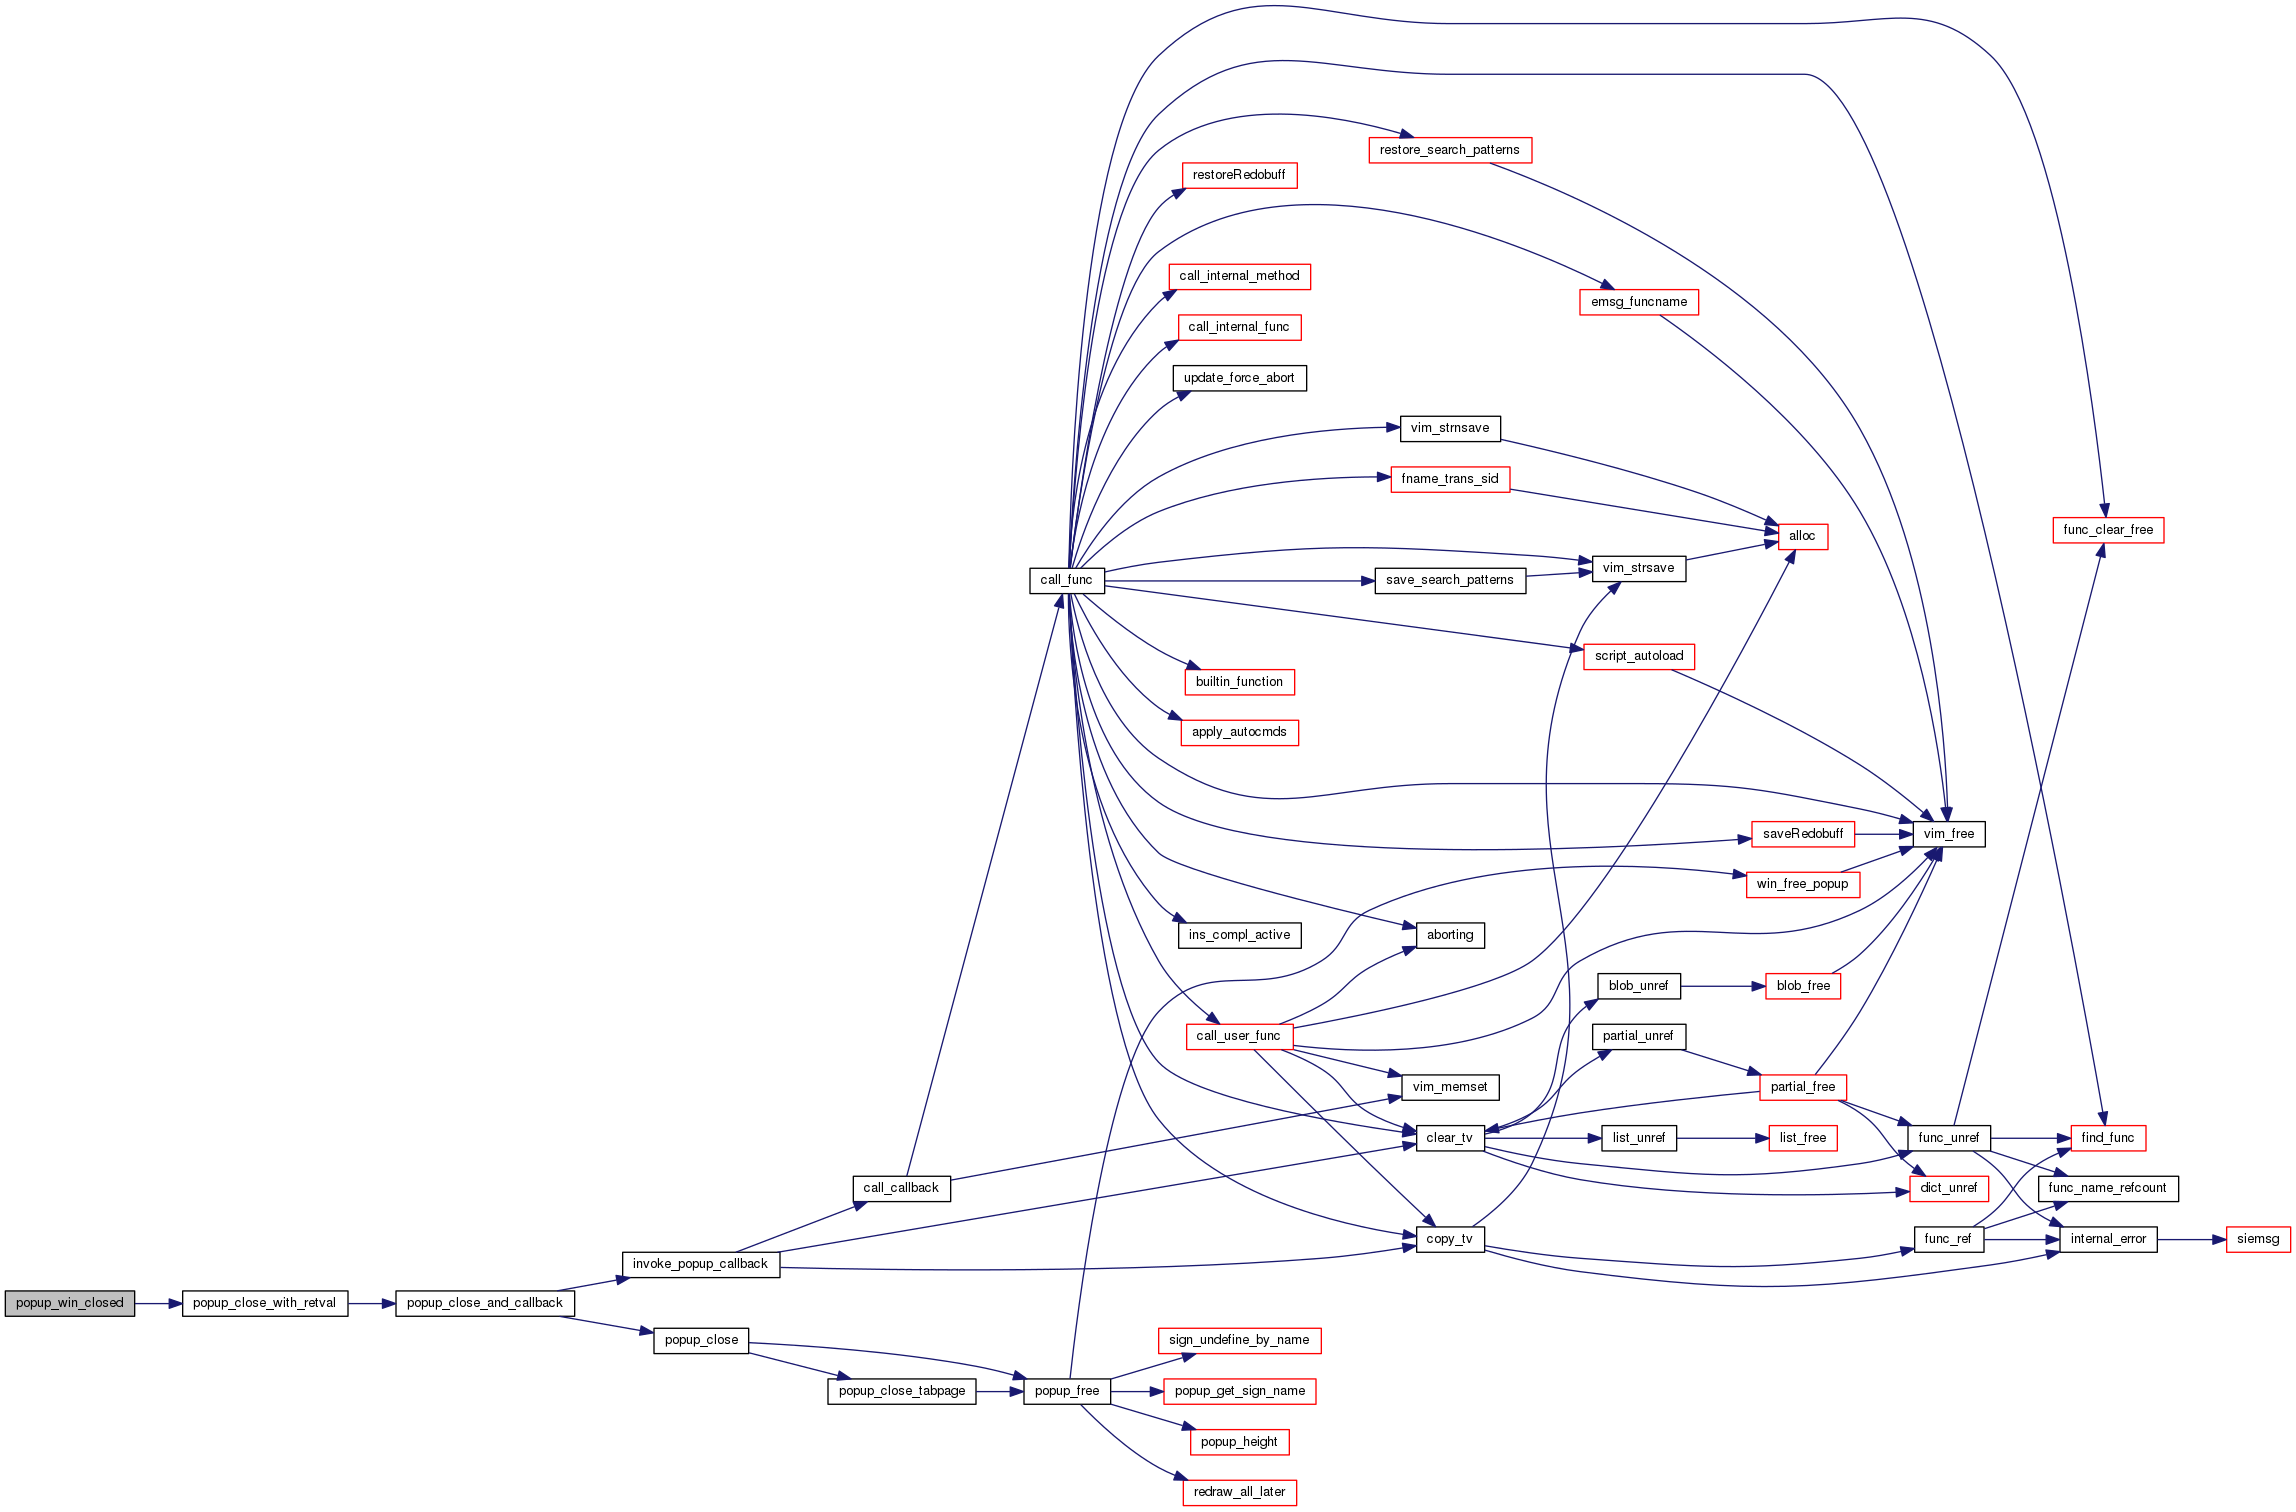 restore_search_patterns
restoreRedobuff
call_internal_method
emsg_funcname
call_internal_func
update_force_abort
vim_strnsave
fname_trans_sid
func_clear_free
alloc
vim_strsave
call_func
save_search_patterns
script_autoload
builtin_function
apply_autocmds
saveRedobuff
vim_free
win_free_popup
ins_compl_active
aborting
blob_unref
blob_free
call_user_func
partial_unref
vim_memset
partial_free
clear_tv
list_unref
list_free
func_unref
find_func
call_callback
dict_unref
func_name_refcount
copy_tv
func_ref
internal_error
siemsg
invoke_popup_callback
popup_win_closed
popup_close_with_retval
popup_close_and_callback
popup_close
sign_undefine_by_name
popup_close_tabpage
popup_free
popup_get_sign_name
popup_height
redraw_all_later